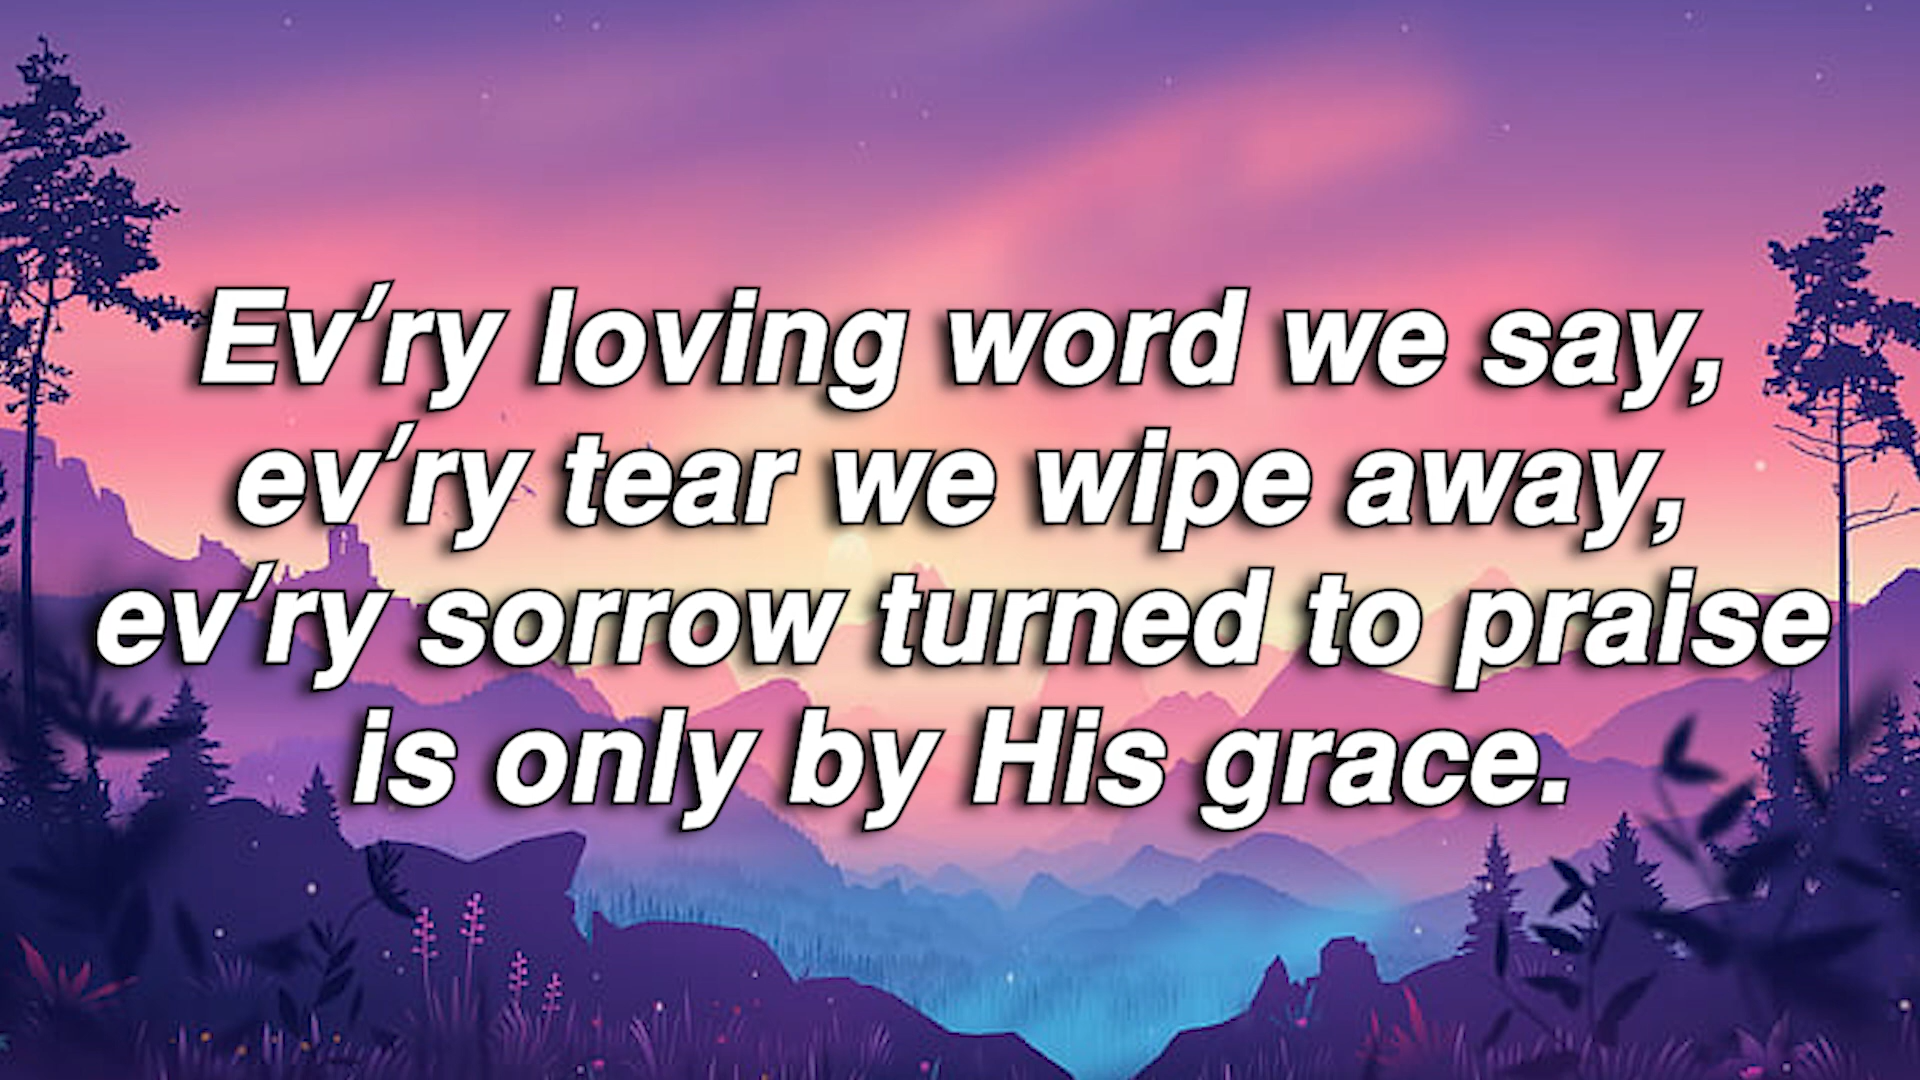 Ev'ry loving word we say,
ev'ry tear we wipe away,
ev'ry sorrow turned to praise
is only by His grace.